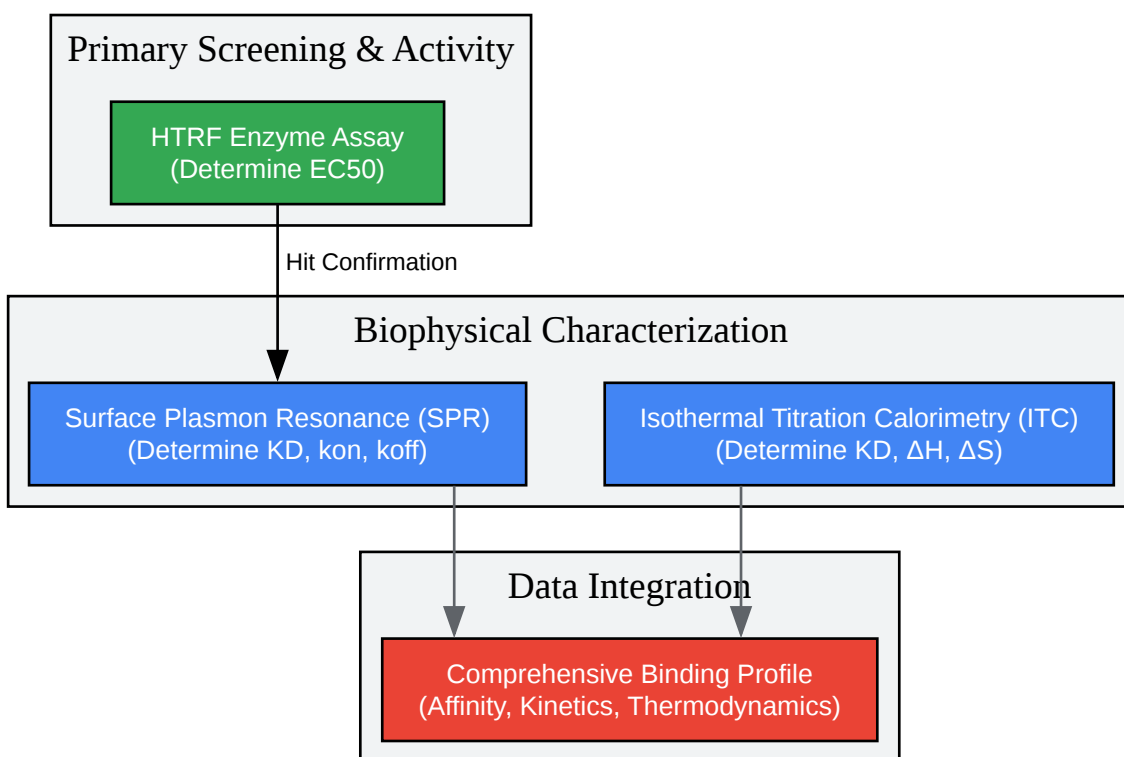 Primary Screening & Activity
HTRF Enzyme Assay
(Determine EC50)
Hit Confirmation
Biophysical Characterization
Surface Plasmon Resonance (SPR)
(Determine KD, kon, koff)
Isothermal Titration Calorimetry (ITC)
(Determine KD, ΔH, ΔS)
Data Integration
Comprehensive Binding Profile
(Affinity, Kinetics, Thermodynamics)